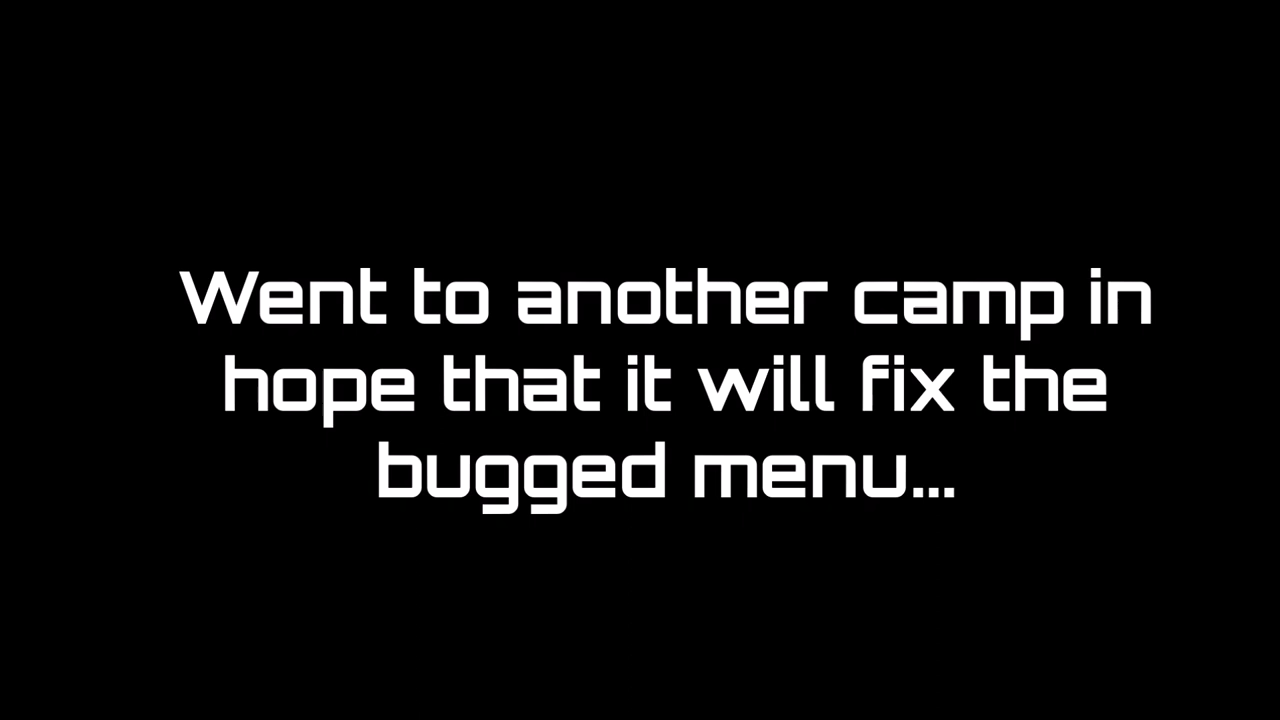 Went to another camp in
hope that it will fix the
bugged menu...